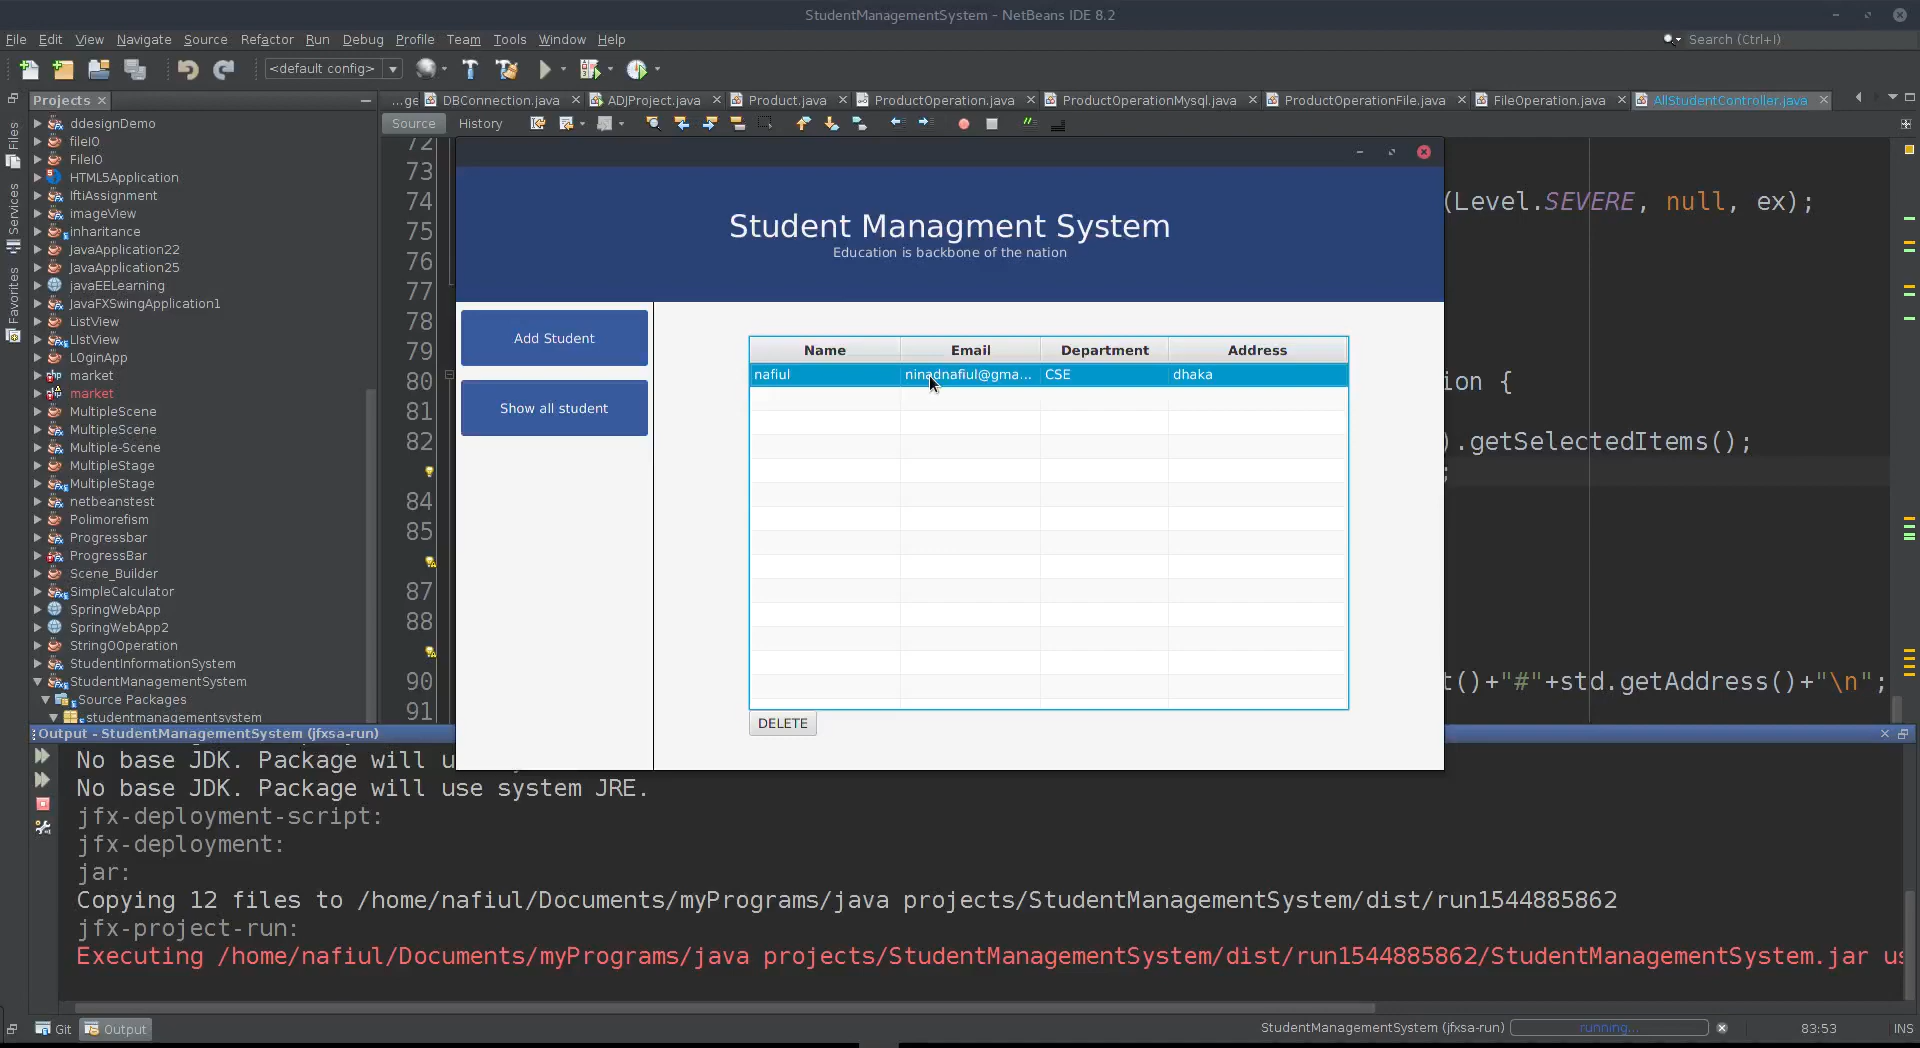 StudentManagementSystem - NetBeans IDE 8.2
File Edit View Navigate Source Refactor Run Debug Profile Team Tools Window Help
Search (Ctrl+I)
<default config>
Projects
...ge DBConnection.java ADJProject.java Product.java ProductOperation.java ProductOperationMysql.java ProductOperationFile.java FileOperation.java AllStudentController.java
Source History
Files
Services
Favorites
ddesignDemo
fileIO
FileIO
HTML5Application
IftiAssignment
imageView
inharitance
JavaApplication22
JavaApplication25
javaEELearning
JavaFXSwingApplication1
ListView
LIstView
LOginApp
market
market
MultipleScene
MultipleScene
Multiple-Scene
MultipleStage
MultipleStage
netbeanstest
Polimorefism
Progressbar
ProgressBar
Scene_Builder
SimpleCalculator
SpringWebApp
SpringWebApp2
StringOOperation
StudentInformationSystem
StudentManagementSystem
Source Packages
studentmanagementsystem
72
73
74
75
76
77
78
79
80
81
82
84
85
87
88
90
91
(Level.SEVERE, null, ex);
ion {
).getSelectedItems();
;
t()+"#"+std.getAddress()+"\n";
Student Managment System
Education is backbone of the nation
Add Student
Show all student
Name Email Department Address
nafiul ninadnafiul@gma... CSE dhaka
DELETE
Output - StudentManagementSystem (jfxsa-run)
No base JDK. Package will u
No base JDK. Package will use system JRE.
jfx-deployment-script:
jfx-deployment:
jar:
Copying 12 files to /home/nafiul/Documents/myPrograms/java projects/StudentManagementSystem/dist/run1544885862
jfx-project-run:
Executing /home/nafiul/Documents/myPrograms/java projects/StudentManagementSystem/dist/run1544885862/StudentManagementSystem.jar us
Git Output
StudentManagementSystem (jfxsa-run) running... 83:53 INS